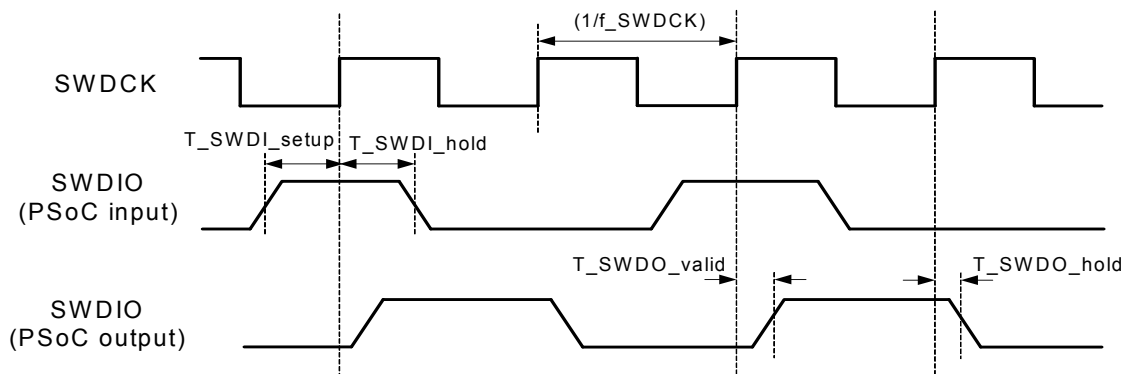 (1/f_SWDCK)
SWDCK
T_SWDI_setup
T_SWDI_hold
SWDIO
(PSoC input)
T_SWDO_valid
T_SWDO_hold
SWDIO
(PSoC output)